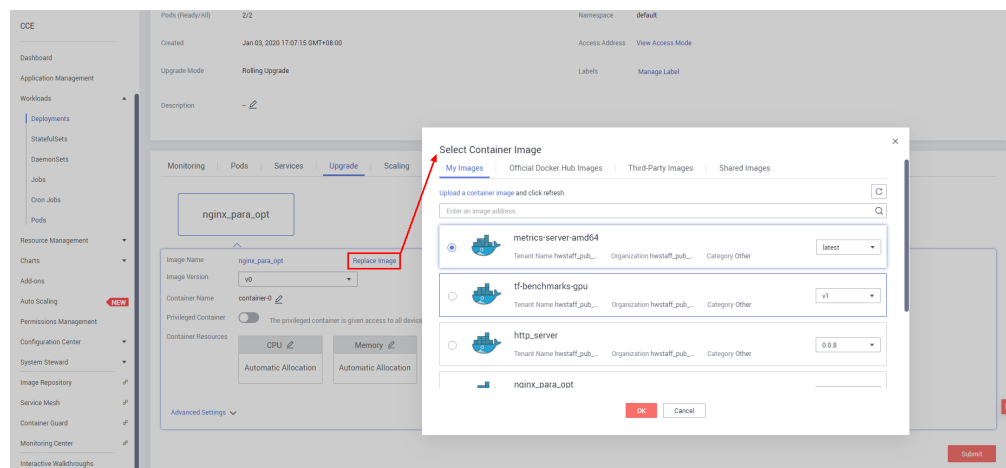 CCE
Dashboard
Application Management
Workloads
Deployments
StatefulSets
DaemonSets
Jobs
Cron Jobs
Pods
Resource Management
Charts
Add-ons
Auto Scaling NEW
Permissions Management
Configuration Center
System Steward
Image Repository
Service Mesh
Container Guard
Monitoring Center
Interactive Walkthroughs
Pods (Ready/All) 2/2 Namespace default
Created Jan 03, 2020 17:07:15 GMT+08:00 Access Address View Access Mode
Upgrade Mode Rolling Upgrade Labels Manage Label
Description –
Monitoring Pods Services Upgrade Scaling
nginx_para_opt
Image Name nginx_para_opt Replace Image
Image Version v0
Container Name container-0
Privileged Container The privileged container is given access to all device
Container Resources CPU Memory
Automatic Allocation Automatic Allocation
Advanced Settings
Submit
Select Container Image
My Images Official Docker Hub Images Third-Party Images Shared Images
Upload a container image and click refresh.
Enter an image address
metrics-server-amd64 latest
Tenant Name hwstaff_pub_... Organization hwstaff_pub_... Category Other
tf-benchmarks-gpu v1
Tenant Name hwstaff_pub_... Organization hwstaff_pub_... Category Other
http_server 0.0.8
Tenant Name hwstaff_pub_... Organization hwstaff_pub_... Category Other
nginx_para_opt
OK Cancel